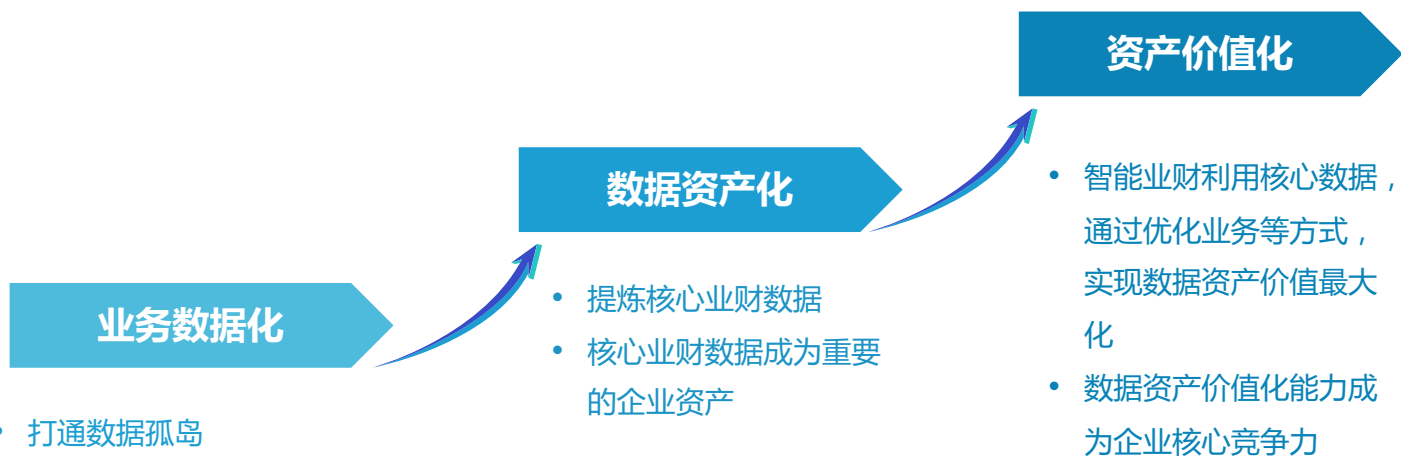 业务数据化
• 打通数据孤岛
数据资产化
• 提炼核心业财数据
• 核心业财数据成为重要
的企业资产
资产价值化
• 智能业财利用核心数据，
通过优化业务等方式，
实现数据资产价值最大
化
• 数据资产价值化能力成
为企业核心竞争力